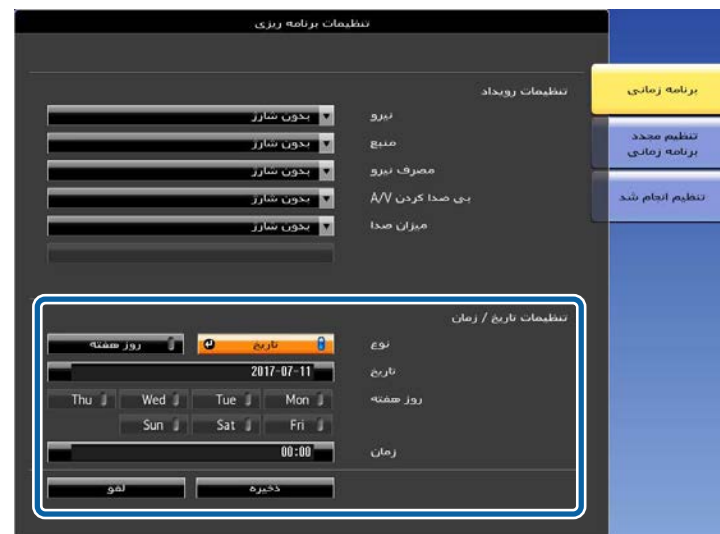 تنظیمات برنامه ریزی
برنامه زمانی
تنظیم مجدد
برنامه زمانی
تنظیم انجام شد
تنظیمات رویداد
نیرو بدون شارژ
منبع بدون شارژ
مصرف نیرو بدون شارژ
بی صدا کردن A/V بدون شارژ
میزان صدا بدون شارژ
تنظیمات تاریخ / زمان
نوع تاریخ روز هفته
تاریخ 2017-07-11
روز هفته Mon Tue Wed Thu
Fri Sat Sun
زمان 00:00
ذخیره لغو